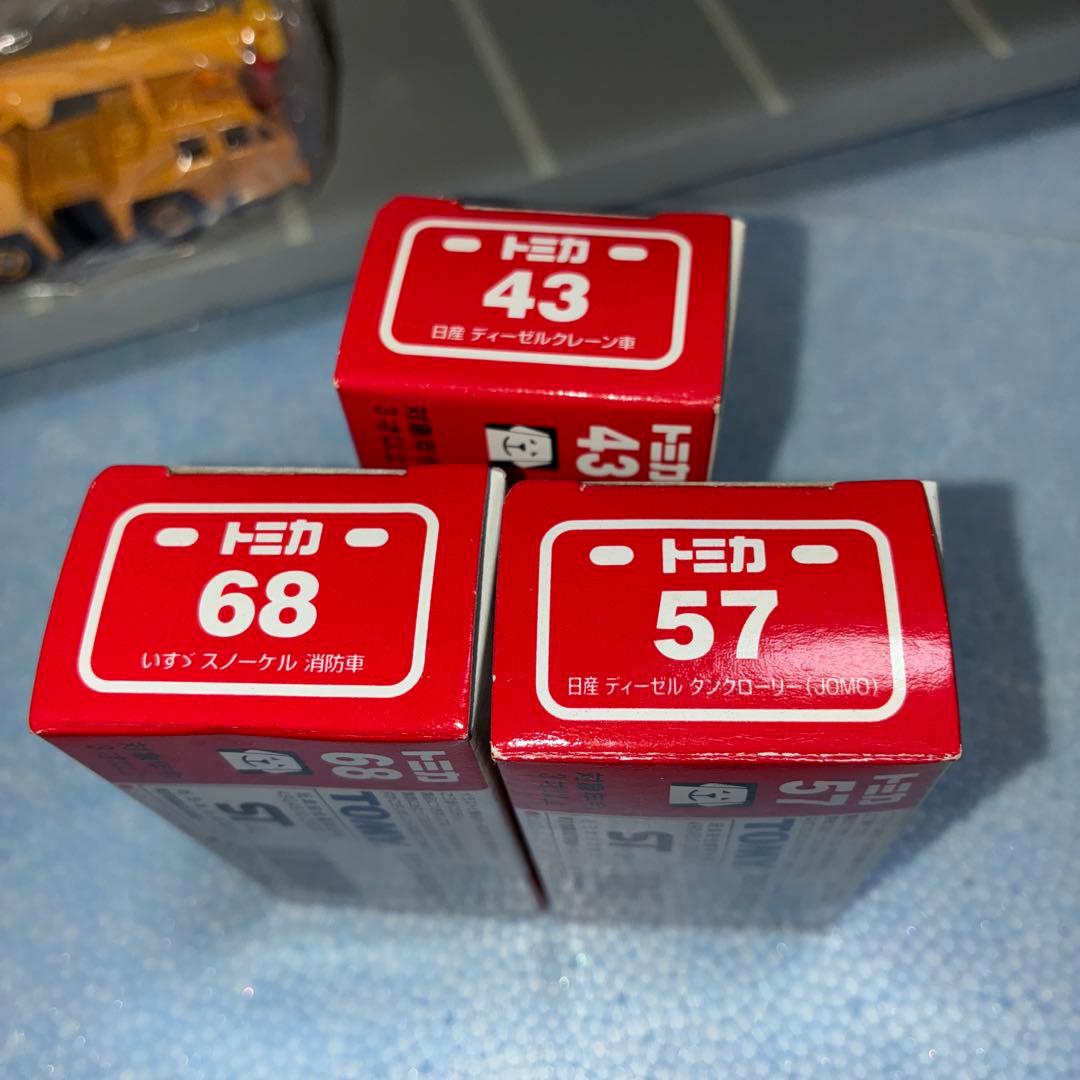 トミカ
43
日産 ディーゼルクレーン車
トミカ
43
トミカ
68
いすゞ スノーケル 消防車
トミカ
68
TOMY
トミカ
57
日産 ディーゼル タンクローリー(JOMO)
トミカ
57
TOMY